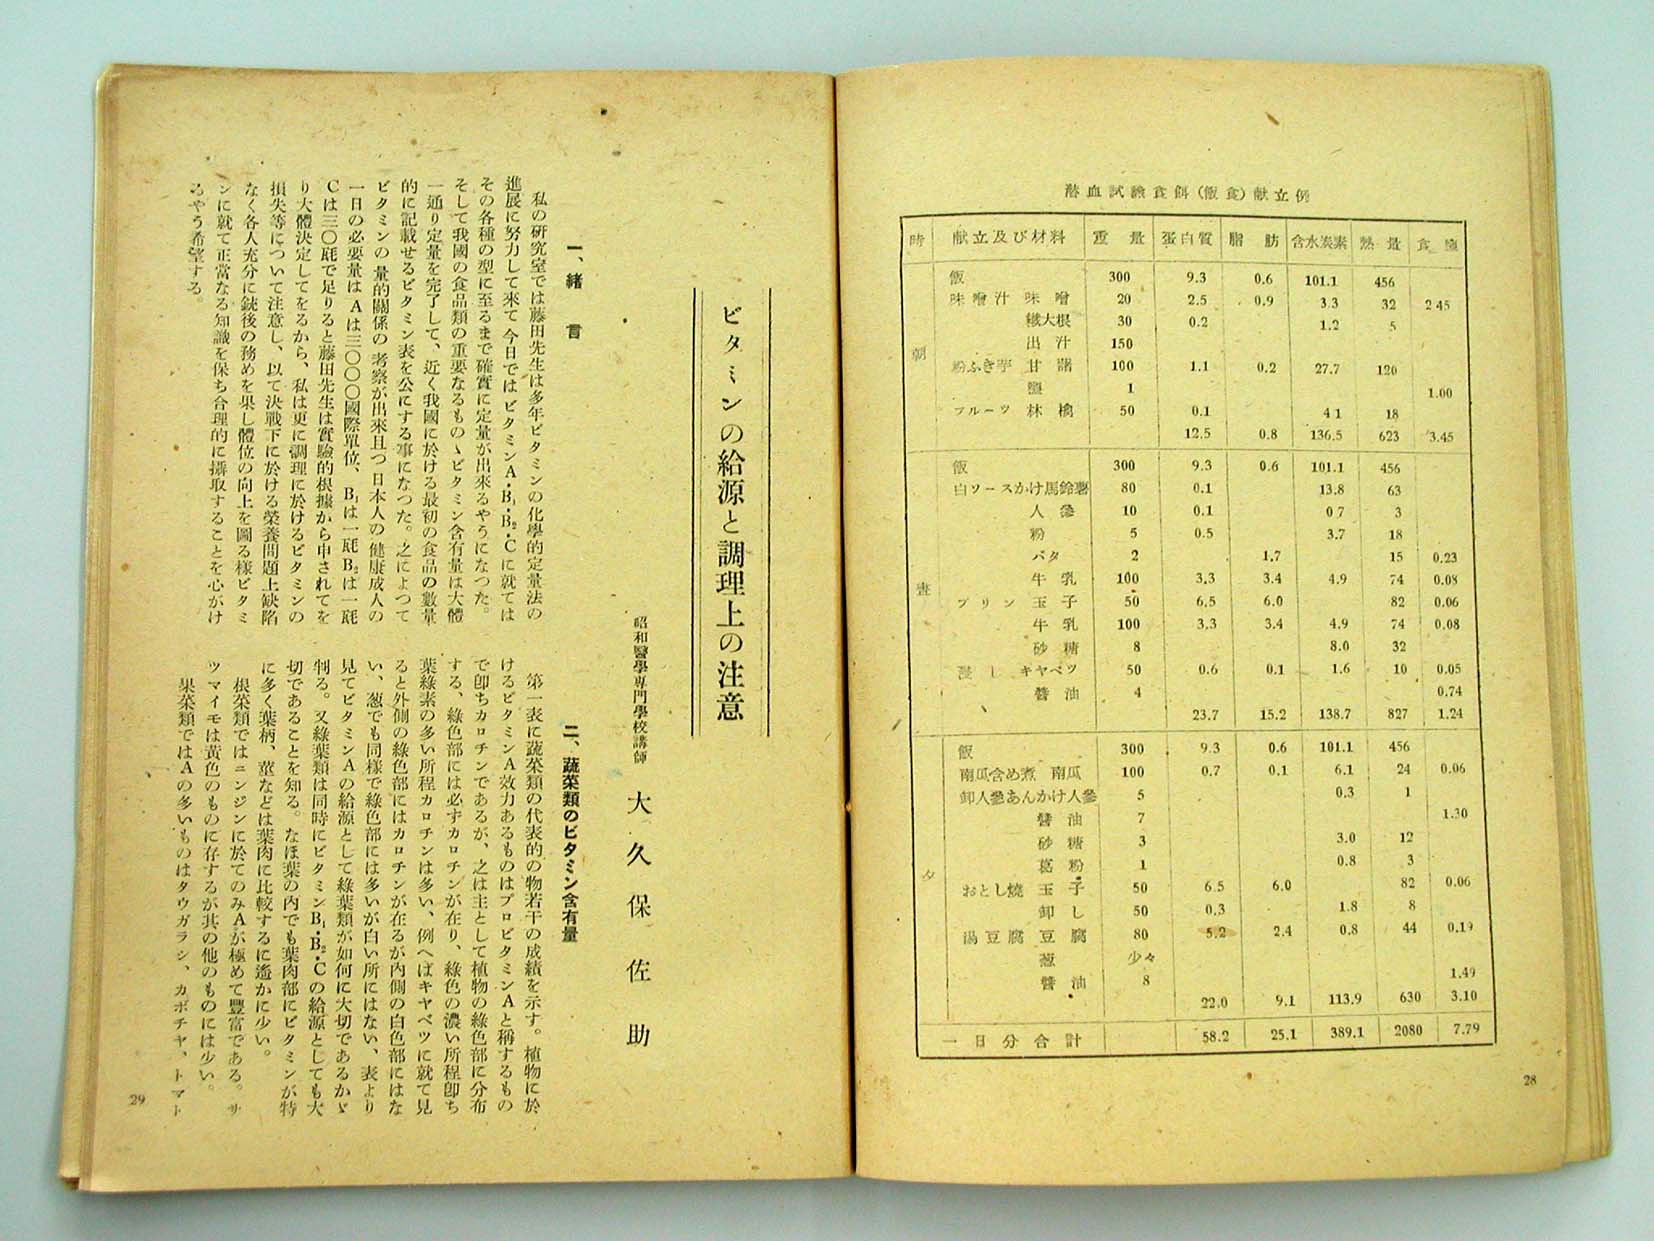 潜血試驗食餌(飯食)献立例
時 献立及び材料 重量 蛋白質 脂肪 含水炭素 熱量 食鹽
朝
飯 300 9.3 0.6 101.1 456
味噌汁 味噌 20 2.5 0.9 3.3 32 2.45
纎大根 30 0.2 1.2 5
出汁 150
粉ふき芋 甘藷 100 1.1 0.2 27.7 120
鹽 1 1.00
フルーツ 林檎 50 0.1 4.1 18
12.5 0.8 136.5 623 3.45
晝
飯 300 9.3 0.6 101.1 456
白ソースかけ馬鈴薯 80 0.1 13.8 63
人參 10 0.1 0.7 3
粉 5 0.5 3.7 18
バタ 2 1.7 15 0.23
牛乳 100 3.3 3.4 4.9 74 0.08
プリン 玉子 50 6.5 6.0 82 0.06
牛乳 100 3.3 3.4 4.9 74 0.08
砂糖 8 8.0 32
浸し キヤベツ 50 0.6 0.1 1.6 10 0.05
醤油 4 0.74
23.7 15.2 138.7 827 1.24
夕
飯 300 9.3 0.6 101.1 456
南瓜含め煮 南瓜 100 0.7 0.1 6.1 24 0.06
卸人參あんかけ人參 5 0.3 1
醤油 7 1.30
砂糖 3 3.0 12
葛粉 1 0.8 3
おとし燒 玉子 50 6.5 6.0 82 0.06
卸し 50 0.3 1.8 8
湯豆腐 豆腐 80 5.2 2.4 0.8 44 0.19
葱 少々
醤油 8 1.49
22.0 9.1 113.9 630 3.10
一日分合計 58.2 25.1 389.1 2080 7.79
28
ビタミンの給源と調理上の注意
昭和醫學専門學校講師 大久保佐助
一、緒言
私の研究室では藤田先生は多年ビタミンの化學的定量法の
進展に努力して來て今日ではビタミンA・B₁・B₂・Cに就ては
その各種の型に至るまで確實に定量が出來るやうになつた。
そして我國の食品類の重要なるものゝビタミン含有量は大體
一通り定量を完了して、近く我國に於ける最初の食品の數量
的に記載せるビタミン表を公にする事になつた。之によつて
ビタミンの量的關係の考察が出來且つ日本人の健康成人の
一日の必要量はAは三〇〇〇國際單位、B₁は一瓱B₂は一瓱
Cは三〇瓱で足りると藤田先生は實驗的根據から申されてを
り大體決定してをるから、私は更に調理に於けるビタミンの
損失等について注意し、以て決戰下に於ける榮養問題上缺陷
なく各人充分に銃後の務めを果し體位の向上を圖る樣ビタミ
ンに就て正當なる知識を保ち合理的に攝取することを心がけ
るやう希望する。
二、蔬菜類のビタミン含有量
第一表に蔬菜類の代表的の物若干の成績を示す。植物に於
けるビタミンA效力あるものはプロビタミンAと稱するもの
で卽ちカロチンであるが、之は主として植物の綠色部に分布
する、綠色部には必ずカロチンが在り、綠色の濃い所程卽ち
葉綠素の多い所程カロチンは多い、例へばキヤベツに就て見
ると外側の綠色部にはカロチンが在るが內側の白色部にはな
い、葱でも同樣で綠色部には多いが白い所にはない、表より
見てビタミンAの給源として綠葉類が如何に大切であるかゞ
判る。又綠葉類は同時にビタミンB₁・B₂・Cの給源としても大
切であることを知る。なほ葉の內でも葉肉部にビタミンが特
に多く葉柄、莖などは葉肉に比較するに遙かに少い。
根菜類ではニンジンに於てのみAが極めて豐富である。サ
ツマイモは黃色のものに存するが其の他のものには少い。
果菜類ではAの多いものはタウガラシ、カボチヤ、トマト
29